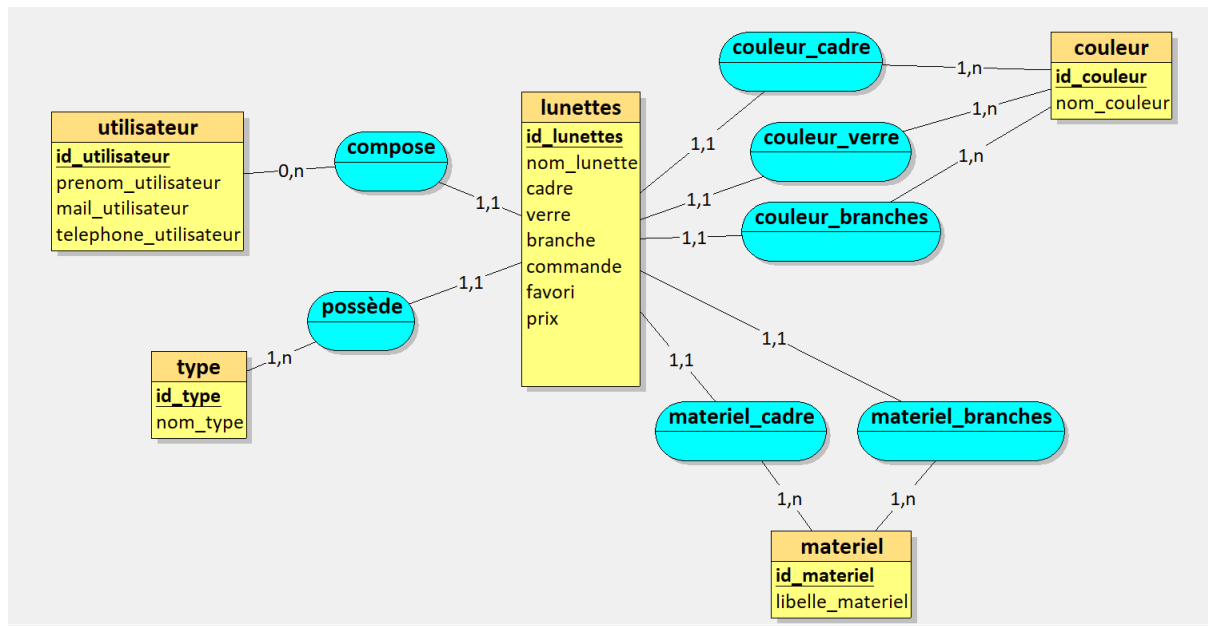 utilisateur
id_utilisateur
prenom_utilisateur
mail_utilisateur
telephone_utilisateur
0,n
compose
1,1
type
id_type
nom_type
1,n
possède
1,1
lunettes
id_lunettes
nom_lunette
cadre
verre
branche
commande
favori
prix
1,1
couleur_cadre
1,n
1,1
couleur_verre
1,n
1,1
couleur_branches
1,n
couleur
id_couleur
nom_couleur
1,1
materiel_cadre
1,n
1,1
materiel_branches
1,n
materiel
id_materiel
libelle_materiel